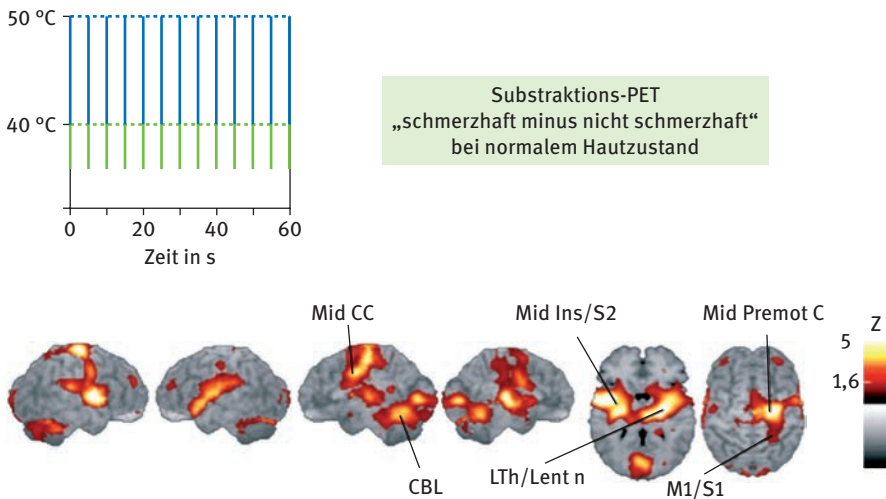 50 °C
40 °C
0
20
40
60
Zeit in s
Substraktions-PET
„schmerzhaft minus nicht schmerzhaft“
bei normalem Hautzustand
Mid CC
Mid Ins/S2
Mid Premot C
Z
5
1,6
CBL
LTh/Lent n
M1/S1